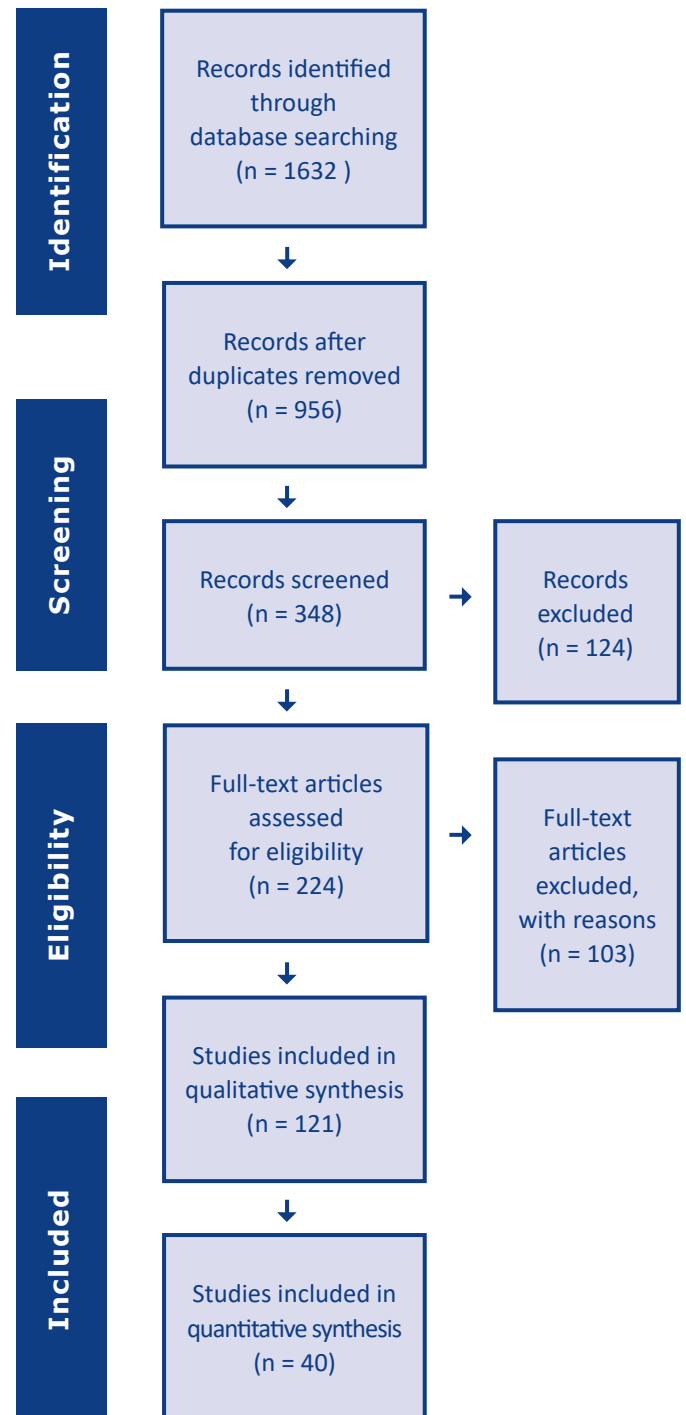 Identification
Records identified
through
database searching
(n = 1632 )
Records after
duplicates removed
(n = 956)
Screening
Records screened
(n = 348)
Records
excluded
(n = 124)
Eligibility
Full-text articles
assessed
for eligibility
(n = 224)
Full-text
articles
excluded,
with reasons
(n = 103)
Studies included in
qualitative synthesis
(n = 121)
Included
Studies included in
quantitative synthesis
(n = 40)